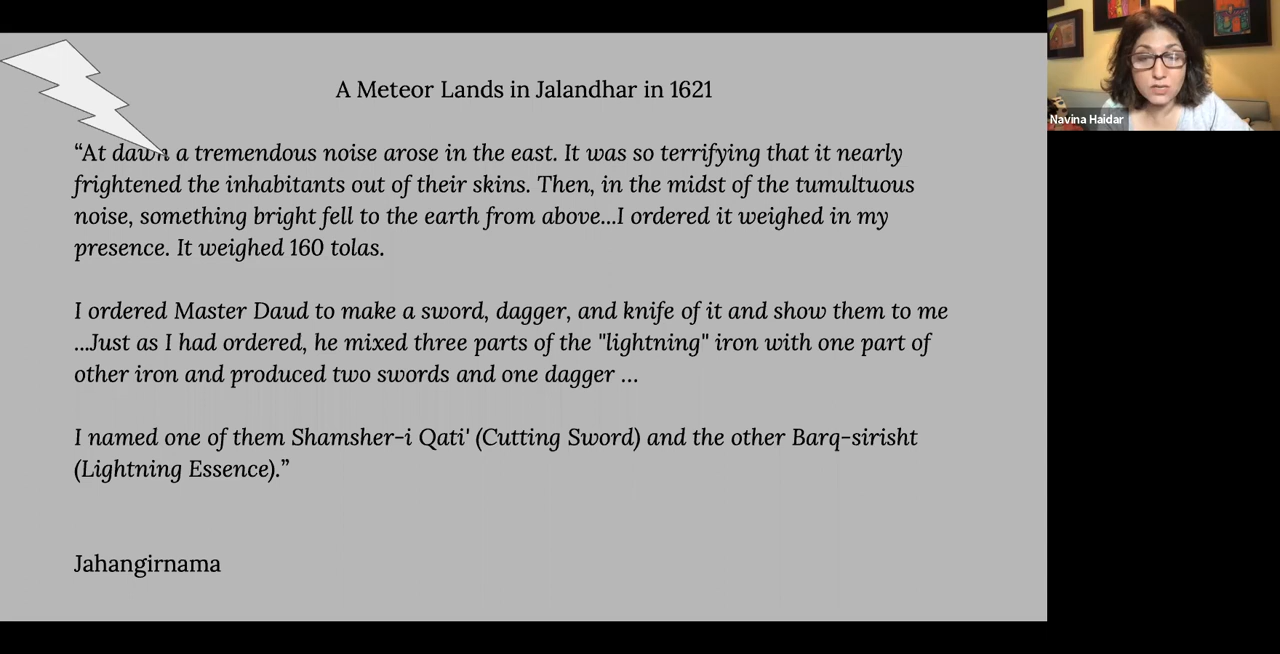 A Meteor Lands in Jalandhar in 1621
“At dawn a tremendous noise arose in the east. It was so terrifying that it nearly
frightened the inhabitants out of their skins. Then, in the midst of the tumultuous
noise, something bright fell to the earth from above...I ordered it weighed in my
presence. It weighed 160 tolas.
I ordered Master Daud to make a sword, dagger, and knife of it and show them to me
...Just as I had ordered, he mixed three parts of the "lightning" iron with one part of
other iron and produced two swords and one dagger ...
I named one of them Shamsher-i Qati' (Cutting Sword) and the other Barq-sirisht
(Lightning Essence).”
Jahangirnama
Navina Haidar